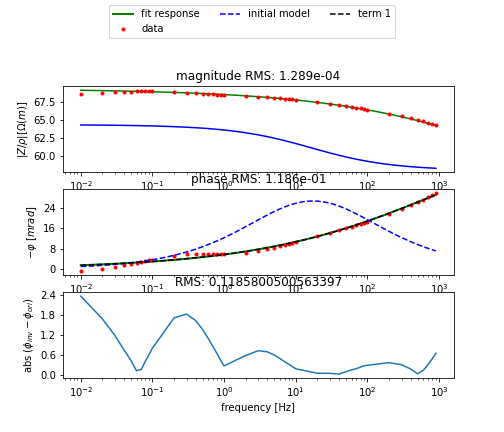 fit response   initial model   term 1
data
magnitude RMS: 1.289e-04
|Z/ρ|[Ω(m)]
67.5
65.0
62.5
60.0
10⁻² 10⁻¹ 10⁰ 10¹ 10² 10³
phase RMS: 1.186e-01
−φ [mrad]
24
16
8
0
10⁻² 10⁻¹ 10⁰ 10¹ 10² 10³
RMS: 0.1185800500563397
abs (ϕinv − ϕori)
2.4
1.8
1.2
0.6
0.0
10⁻² 10⁻¹ 10⁰ 10¹ 10² 10³
frequency [Hz]